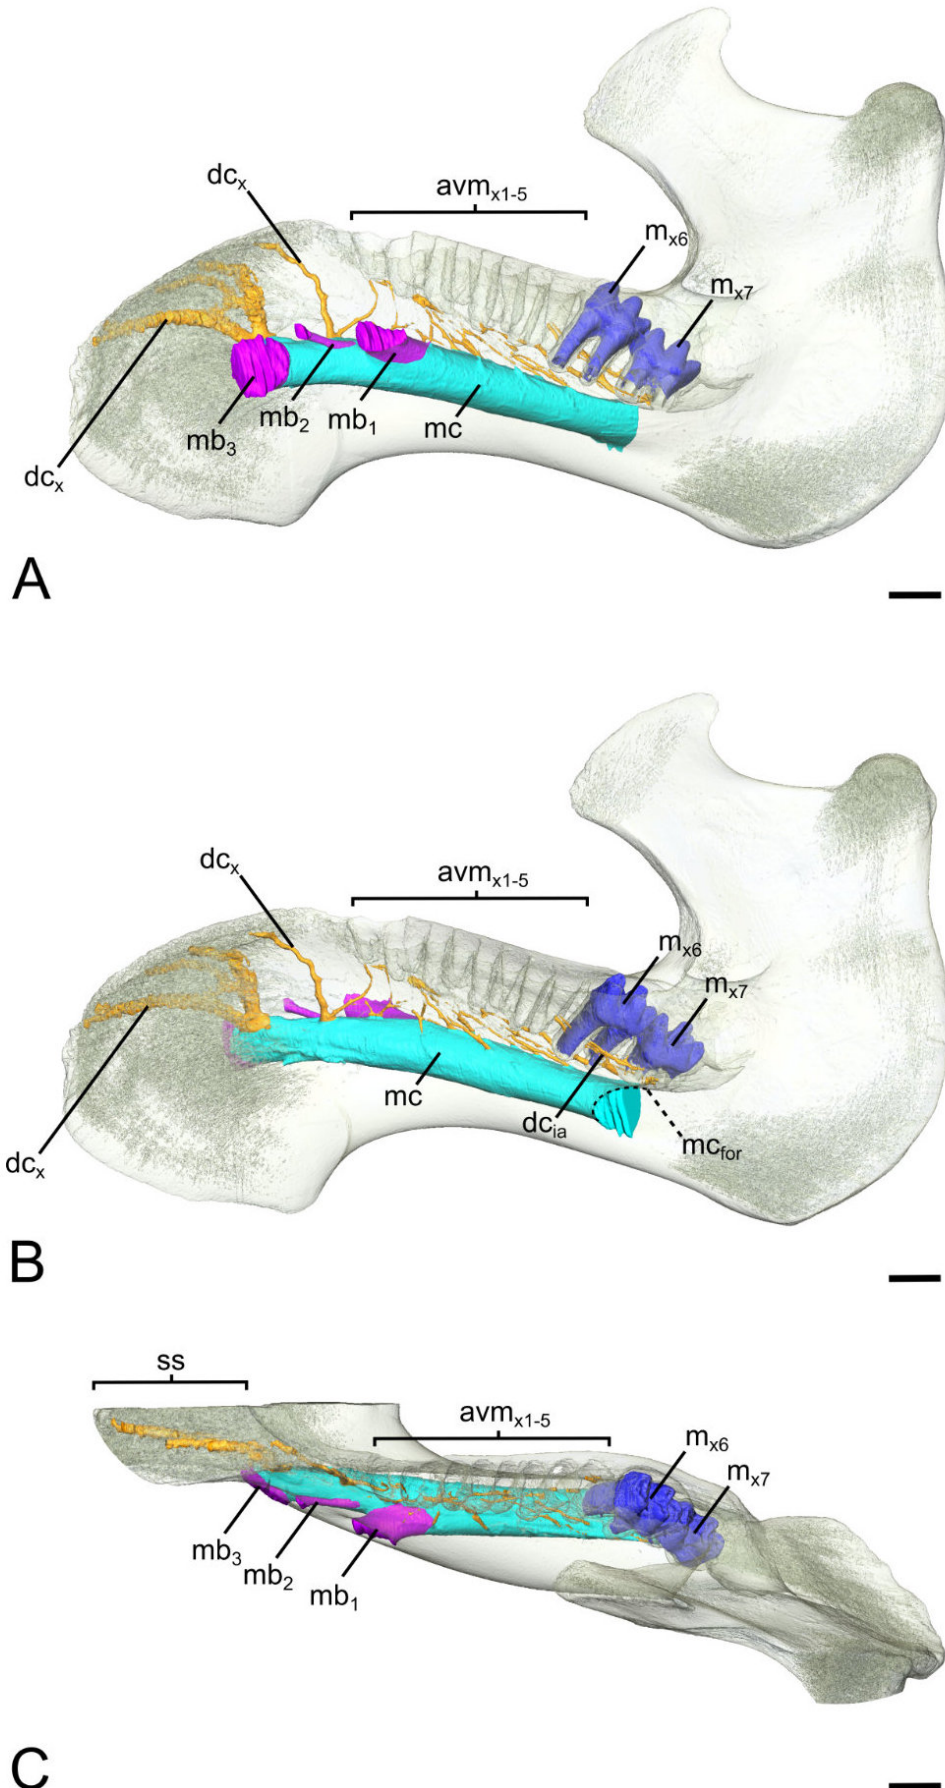 dcₓ
avmₓ₁₋₅
mₓ₆
mₓ₇
mb₃
mb₂
mb₁
mc
dcₓ
A
dcₓ
avmₓ₁₋₅
mₓ₆
mₓ₇
mc
dcᵢₐ
mc_for
dcₓ
B
ss
avmₓ₁₋₅
mₓ₆
mₓ₇
mb₃
mb₂
mb₁
C